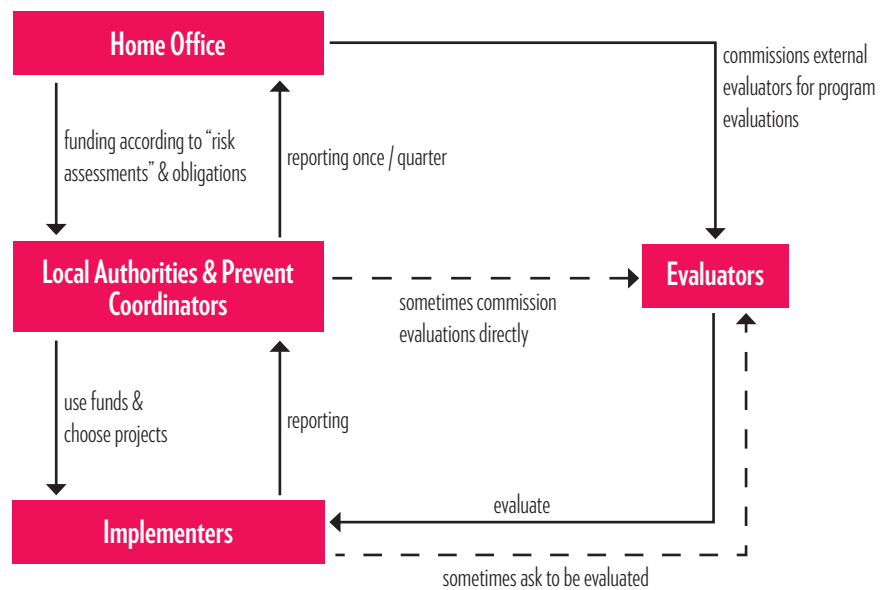 Home Office
commissions external
evaluators for program
evaluations
funding according to “risk
assessments” & obligations
reporting once / quarter
Local Authorities & Prevent
Coordinators
Evaluators
sometimes commission
evaluations directly
use funds &
choose projects
reporting
evaluate
Implementers
sometimes ask to be evaluated